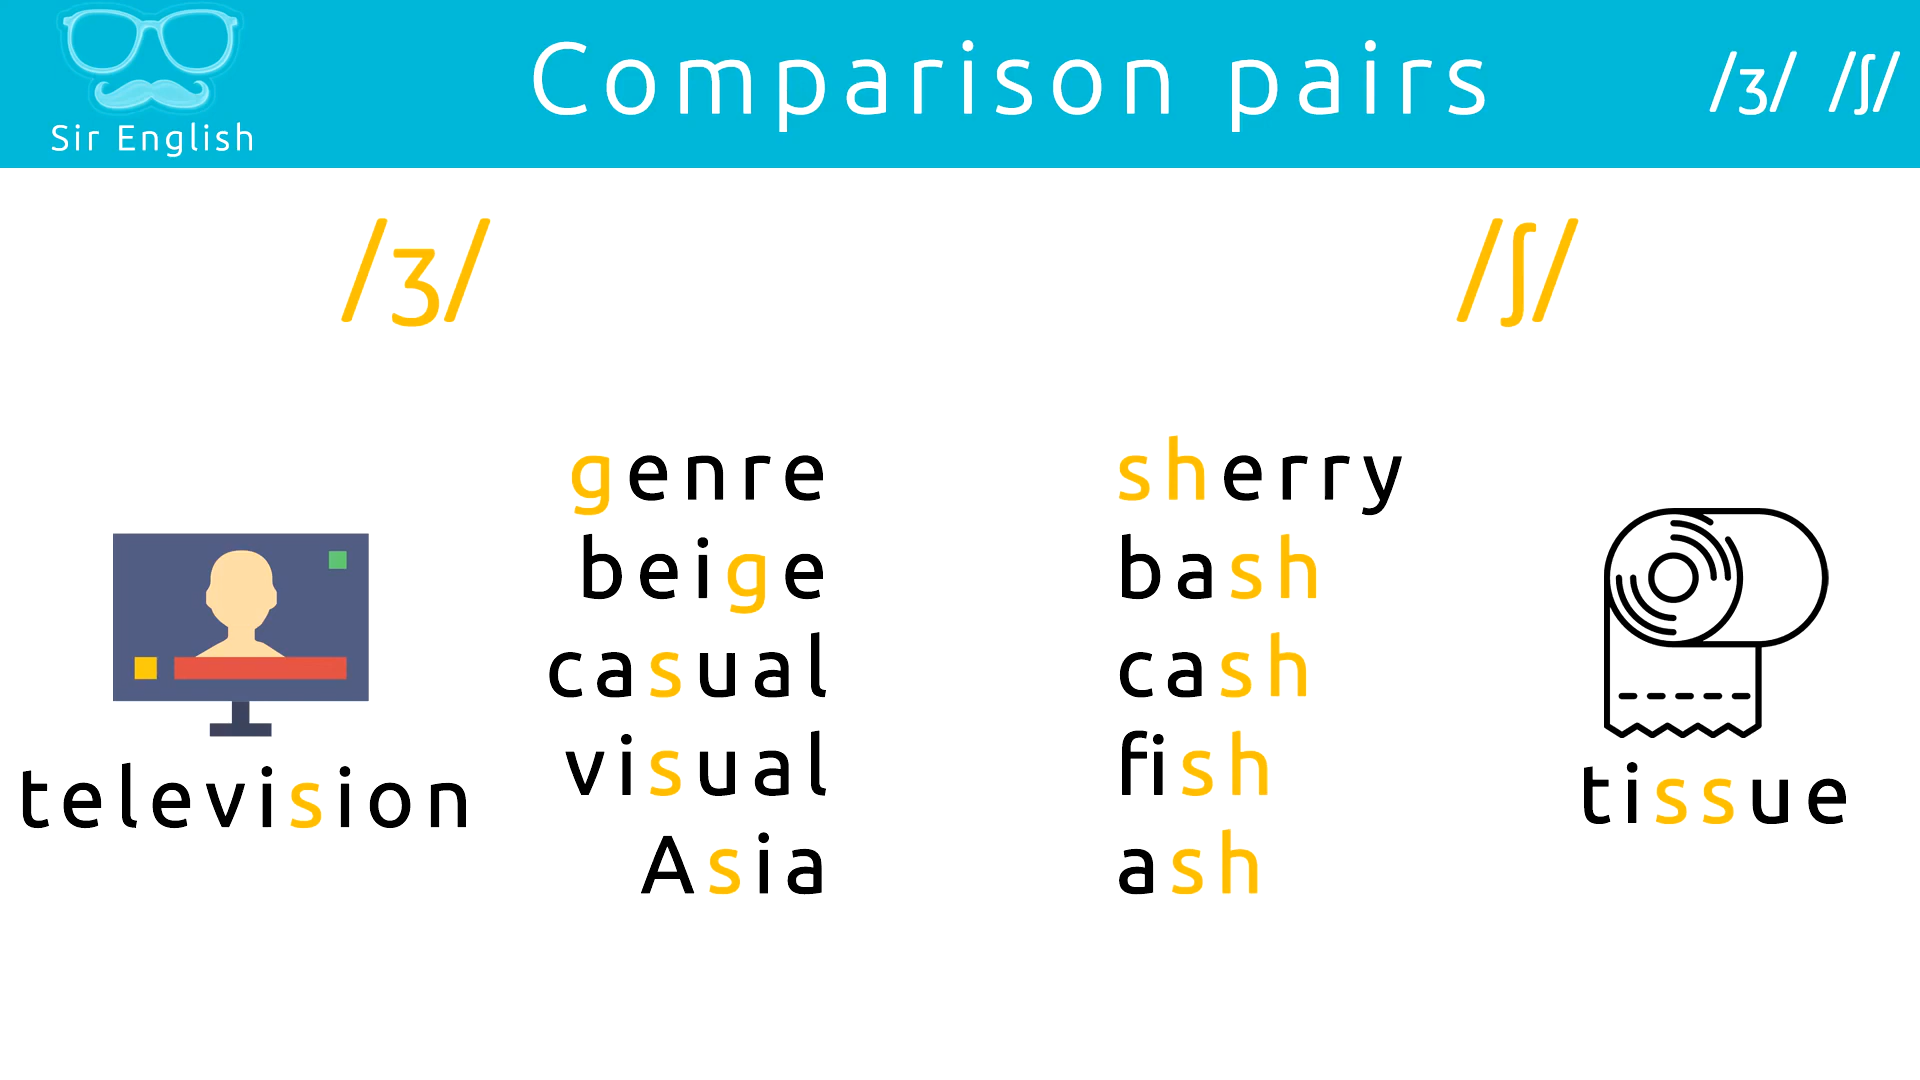 Sir English
Comparison pairs
/ʒ/ /ʃ/
/ʒ/
/ʃ/
genre
beige
casual
visual
Asia
television
sherry
bash
cash
fish
ash
tissue